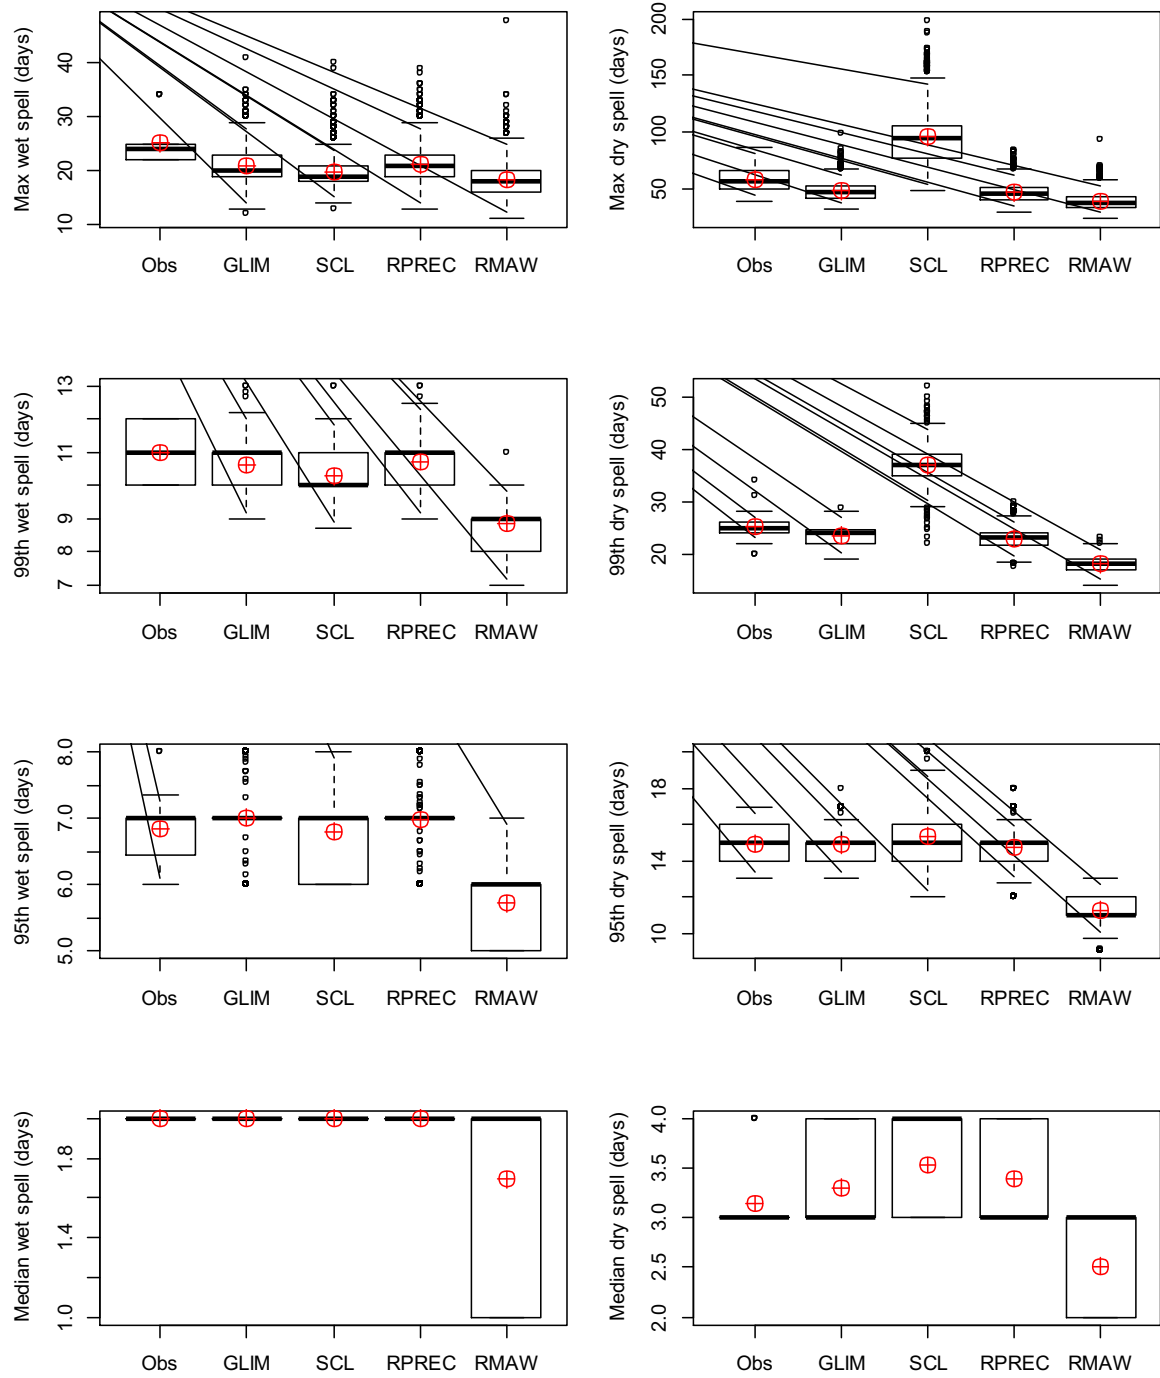 Max wet spell (days)
40
30
20
10
Obs GLIM SCL RPREC RMAW
Max dry spell (days)
200
150
100
50
Obs GLIM SCL RPREC RMAW
99th wet spell (days)
13
11
9
8
7
Obs GLIM SCL RPREC RMAW
99th dry spell (days)
50
40
30
20
Obs GLIM SCL RPREC RMAW
95th wet spell (days)
8.0
7.0
6.0
5.0
Obs GLIM SCL RPREC RMAW
95th dry spell (days)
18
14
10
Obs GLIM SCL RPREC RMAW
Median wet spell (days)
1.8
1.4
1.0
Obs GLIM SCL RPREC RMAW
Median dry spell (days)
4.0
3.5
3.0
2.5
2.0
Obs GLIM SCL RPREC RMAW